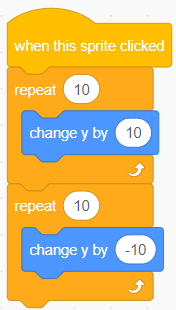 when this sprite clicked
repeat 10
change y by 10
repeat 10
change y by -10